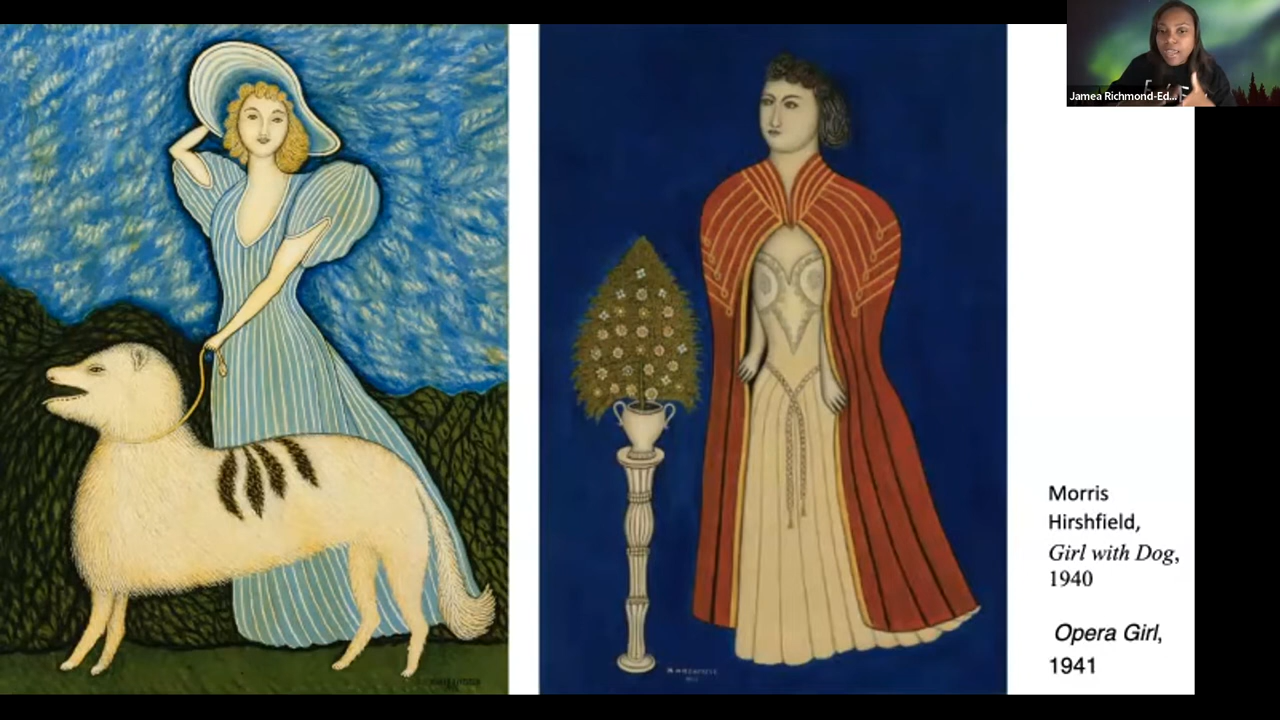 Jamea Richmond-Ed...
Morris
Hirshfield,
Girl with Dog,
1940
Opera Girl,
1941